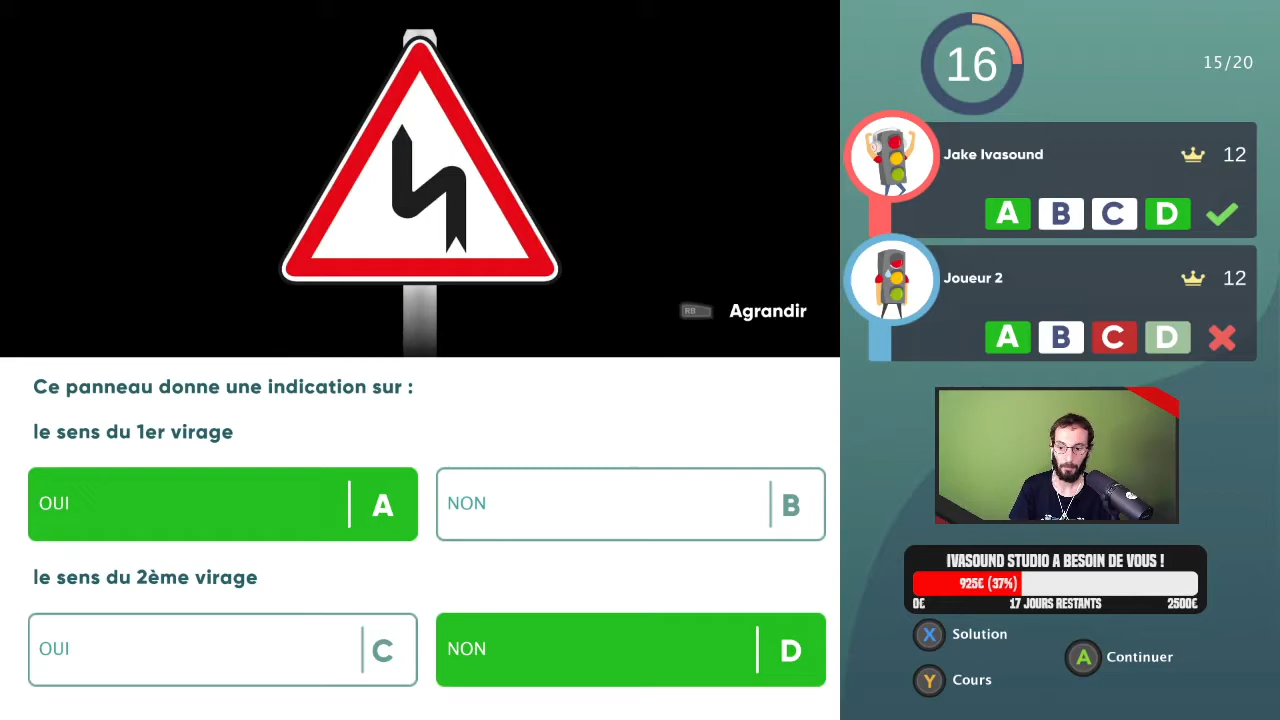 16
15/20
Jake Ivasound
12
A B C D
Joueur 2
12
A B C D
RB Agrandir
Ce panneau donne une indication sur :
le sens du 1er virage
OUI A
NON B
le sens du 2ème virage
OUI C
NON D
IVASOUND STUDIO A BESOIN DE VOUS !
925€ (37%)
0€ 17 JOURS RESTANTS 2500€
X Solution
A Continuer
Y Cours